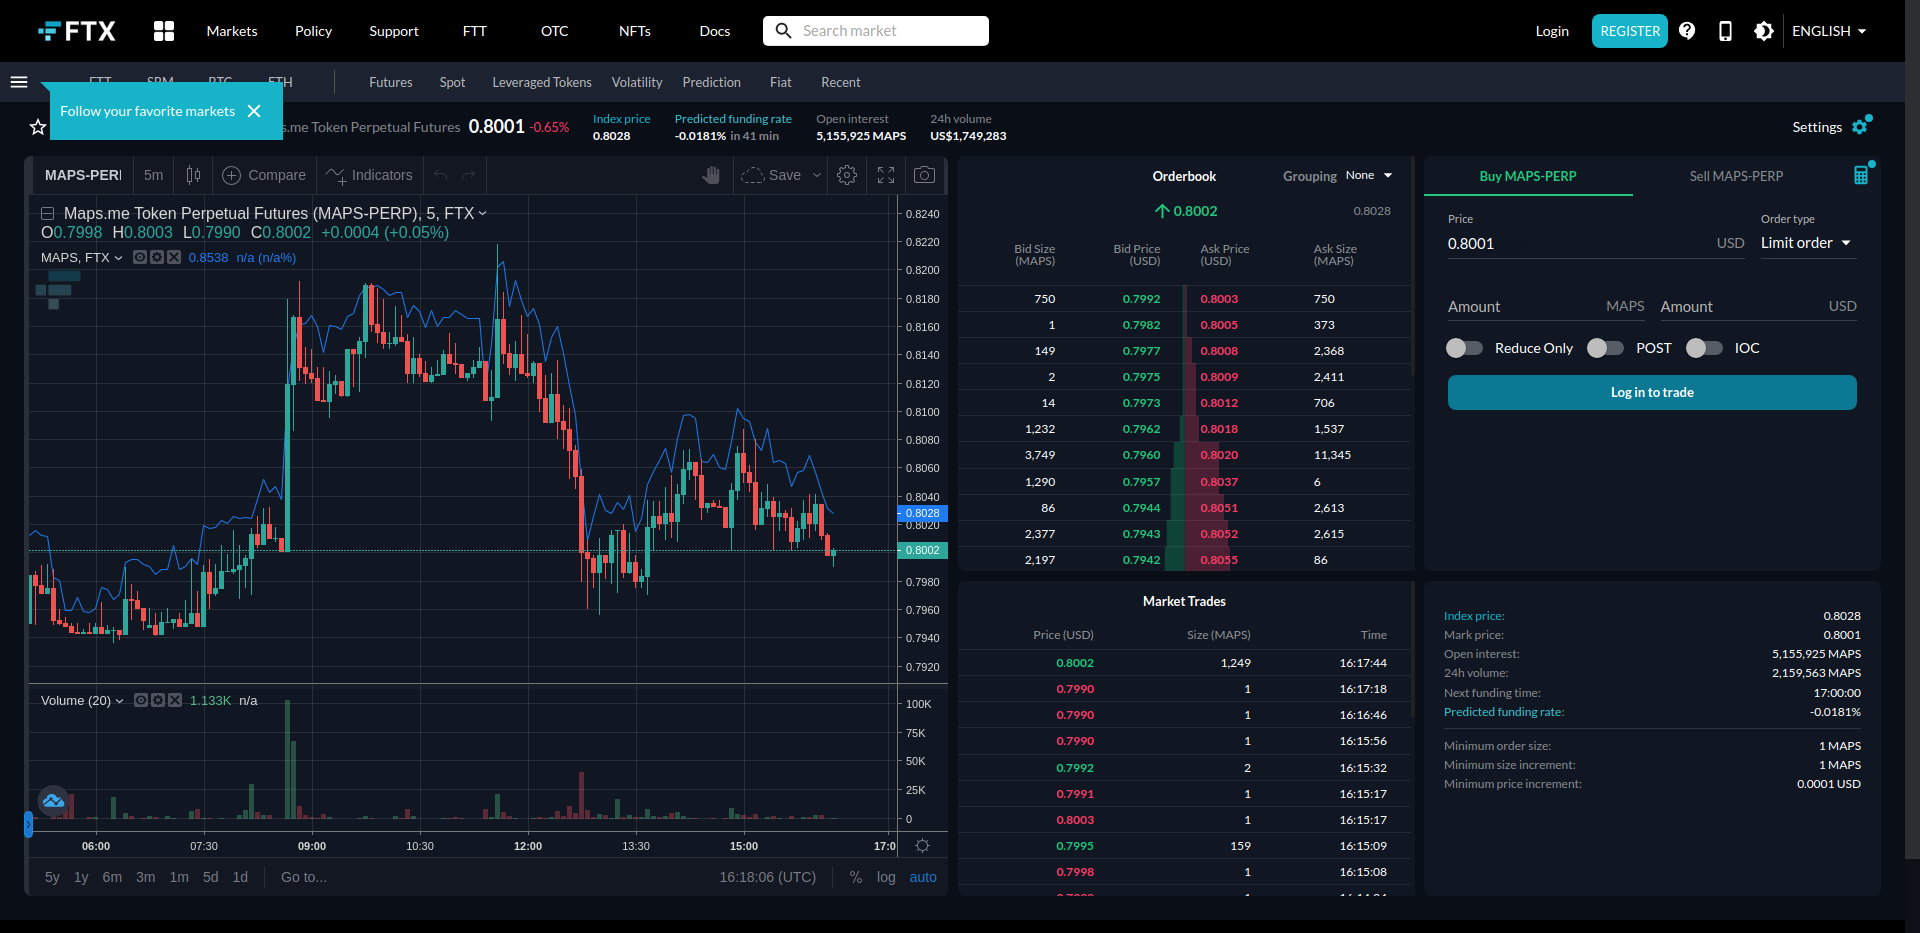 FTX Markets Policy Support FTT OTC NFTs Docs Search market Login REGISTER ENGLISH
Futures Spot Leveraged Tokens Volatility Prediction Fiat Recent
Follow your favorite markets
Token Perpetual Futures 0.8001 -0.65%
Index price
0.8028
Predicted funding rate
-0.0181% in 41 min
Open interest
5,155,925 MAPS
24h volume
US$1,749,283
Settings
5m Compare Indicators Save
Maps.me Token Perpetual Futures (MAPS-PERP), 5, FTX
O0.7998 H0.8003 L0.7990 C0.8002 +0.0004 (+0.05%)
MAPS, FTX 0.8538 n/a (n/a%)
0.8240
0.8220
0.8200
0.8180
0.8160
0.8140
0.8120
0.8100
0.8080
0.8060
0.8040
0.8028
0.8020
0.8002
0.7980
0.7960
0.7940
0.7920
Volume (20) 1.133K n/a
100K
75K
50K
25K
0
06:00 07:30 09:00 10:30 12:00 13:30 15:00
5y 1y 6m 3m 1m 5d 1d Go to... 16:18:06 (UTC) % log auto
Orderbook Grouping None
0.8002 0.8028
Bid Size (MAPS) Bid Price (USD) Ask Price (USD) Ask Size (MAPS)
750 0.7992 0.8003 750
1 0.7982 0.8005 373
149 0.7977 0.8008 2,368
2 0.7975 0.8009 2,411
14 0.7973 0.8012 706
1,232 0.7962 0.8018 1,537
3,749 0.7960 0.8020 11,345
1,290 0.7957 0.8037 6
86 0.7944 0.8051 2,613
2,377 0.7943 0.8052 2,615
2,197 0.7942 0.8055 86
Market Trades
Price (USD) Size (MAPS) Time
0.8002 1,249 16:17:44
0.7990 1 16:17:18
0.7990 1 16:16:46
0.7990 1 16:15:56
0.7992 2 16:15:32
0.7991 1 16:15:17
0.8003 1 16:15:17
0.7995 159 16:15:09
0.7998 1 16:15:08
Buy MAPS-PERP Sell MAPS-PERP
Price Order type
0.8001 USD Limit order
Amount MAPS Amount USD
Reduce Only POST IOC
Log in to trade
Index price: 0.8028
Mark price: 0.8001
Open interest: 5,155,925 MAPS
24h volume: 2,159,563 MAPS
Next funding time: 17:00:00
Predicted funding rate: -0.0181%
Minimum order size: 1 MAPS
Minimum size increment: 1 MAPS
Minimum price increment: 0.0001 USD